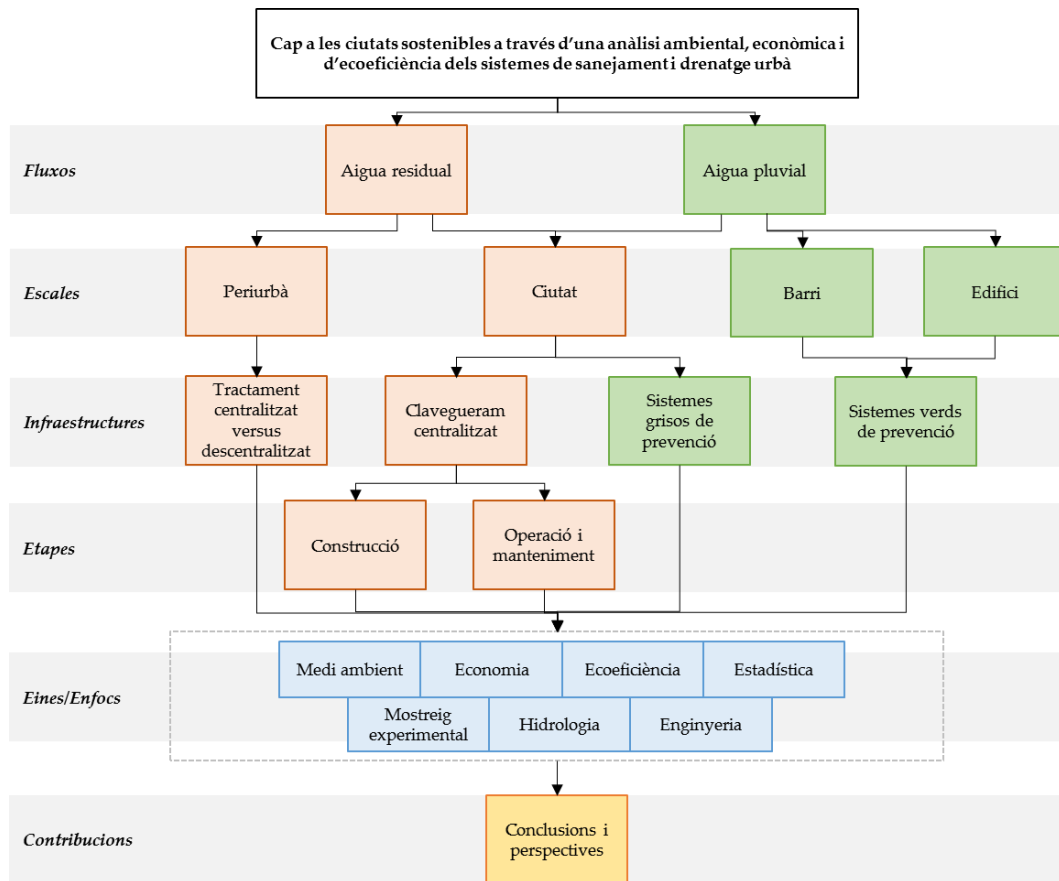 Cap a les ciutats sostenibles a través d'una anàlisi ambiental, econòmica i
d'ecoeficiència dels sistemes de sanejament i drenatge urbà
Fluxos
Aigua residual
Aigua pluvial
Escales
Periurbà
Ciutat
Barri
Edifici
Infraestructures
Tractament
centralitzat
versus
descentralitzat
Clavegueram
centralitzat
Sistemes
grisos de
prevenció
Sistemes verds
de prevenció
Etapes
Construcció
Operació i
manteniment
Eines/Enfocs
Medi ambient
Economia
Ecoeficiència
Estadística
Mostreig
experimental
Hidrologia
Enginyeria
Contribucions
Conclusions i
perspectives